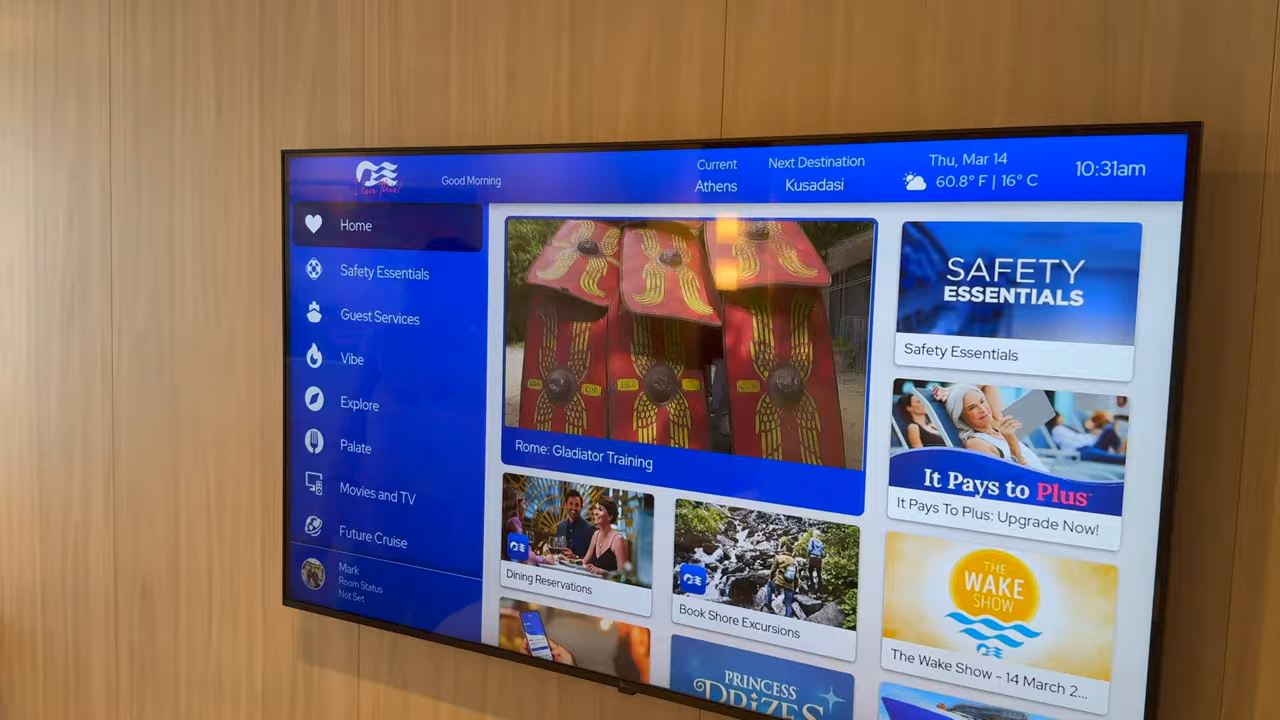 I Love This!
Good Morning
Current
Athens
Next Destination
Kusadasi
Thu, Mar 14
60.8° F | 16° C
10:31am
Home
Safety Essentials
Guest Services
Vibe
Explore
Palate
Movies and TV
Future Cruise
Mark
Room Status
Not Set
Rome: Gladiator Training
Dining Reservations
Book Shore Excursions
PRINCESS
PRIZES
SAFETY
ESSENTIALS
Safety Essentials
It Pays to Plus
It Pays To Plus: Upgrade Now!
THE
WAKE
SHOW
The Wake Show - 14 March 2...